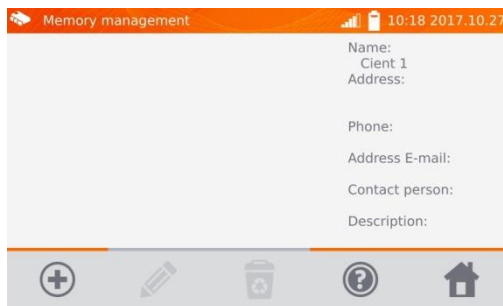 Memory management
10:18 2017.10.27
Name:
Cient 1
Address:
Phone:
Address E-mail:
Contact person:
Description: